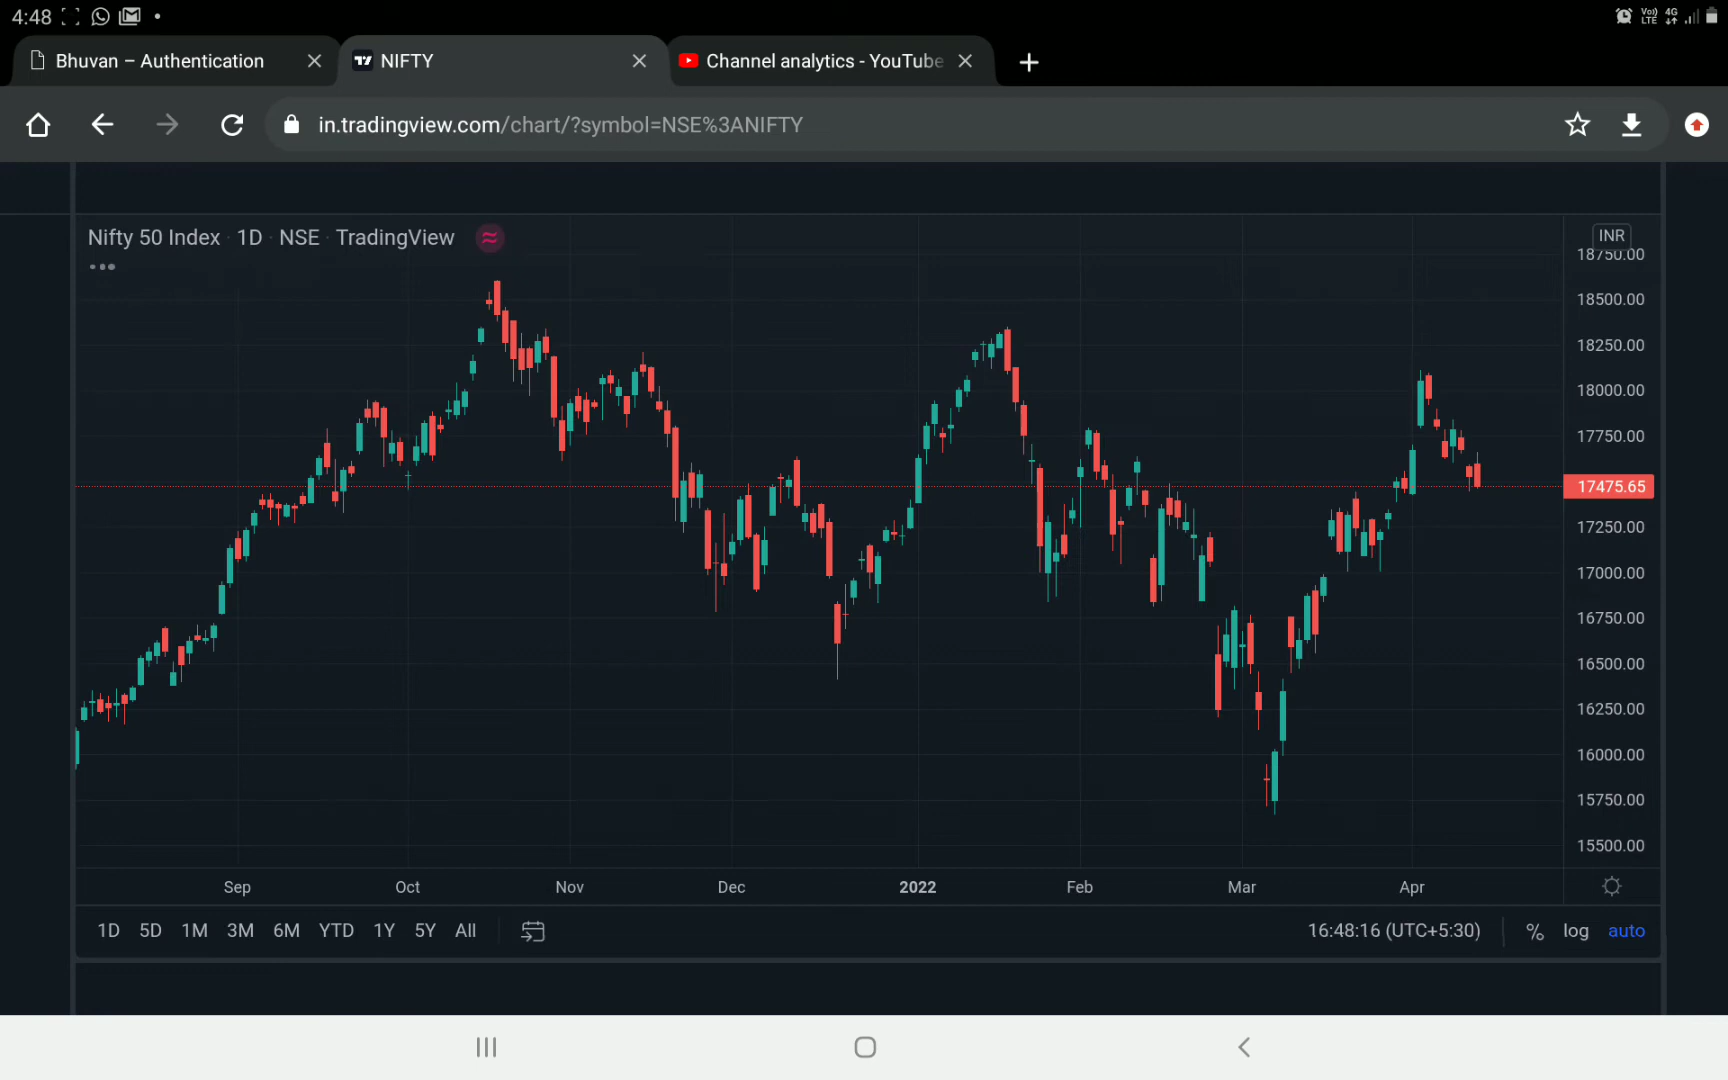 4:48
Vo)) LTE 4G
Bhuvan – Authentication
NIFTY
Channel analytics - YouTube
in.tradingview.com/chart/?symbol=NSE%3ANIFTY
Nifty 50 Index · 1D · NSE · TradingView
INR
18750.00
18500.00
18250.00
18000.00
17750.00
17475.65
17250.00
17000.00
16750.00
16500.00
16250.00
16000.00
15750.00
15500.00
Sep Oct Nov Dec 2022 Feb Mar Apr
1D 5D 1M 3M 6M YTD 1Y 5Y All 16:48:16 (UTC+5:30) % log auto